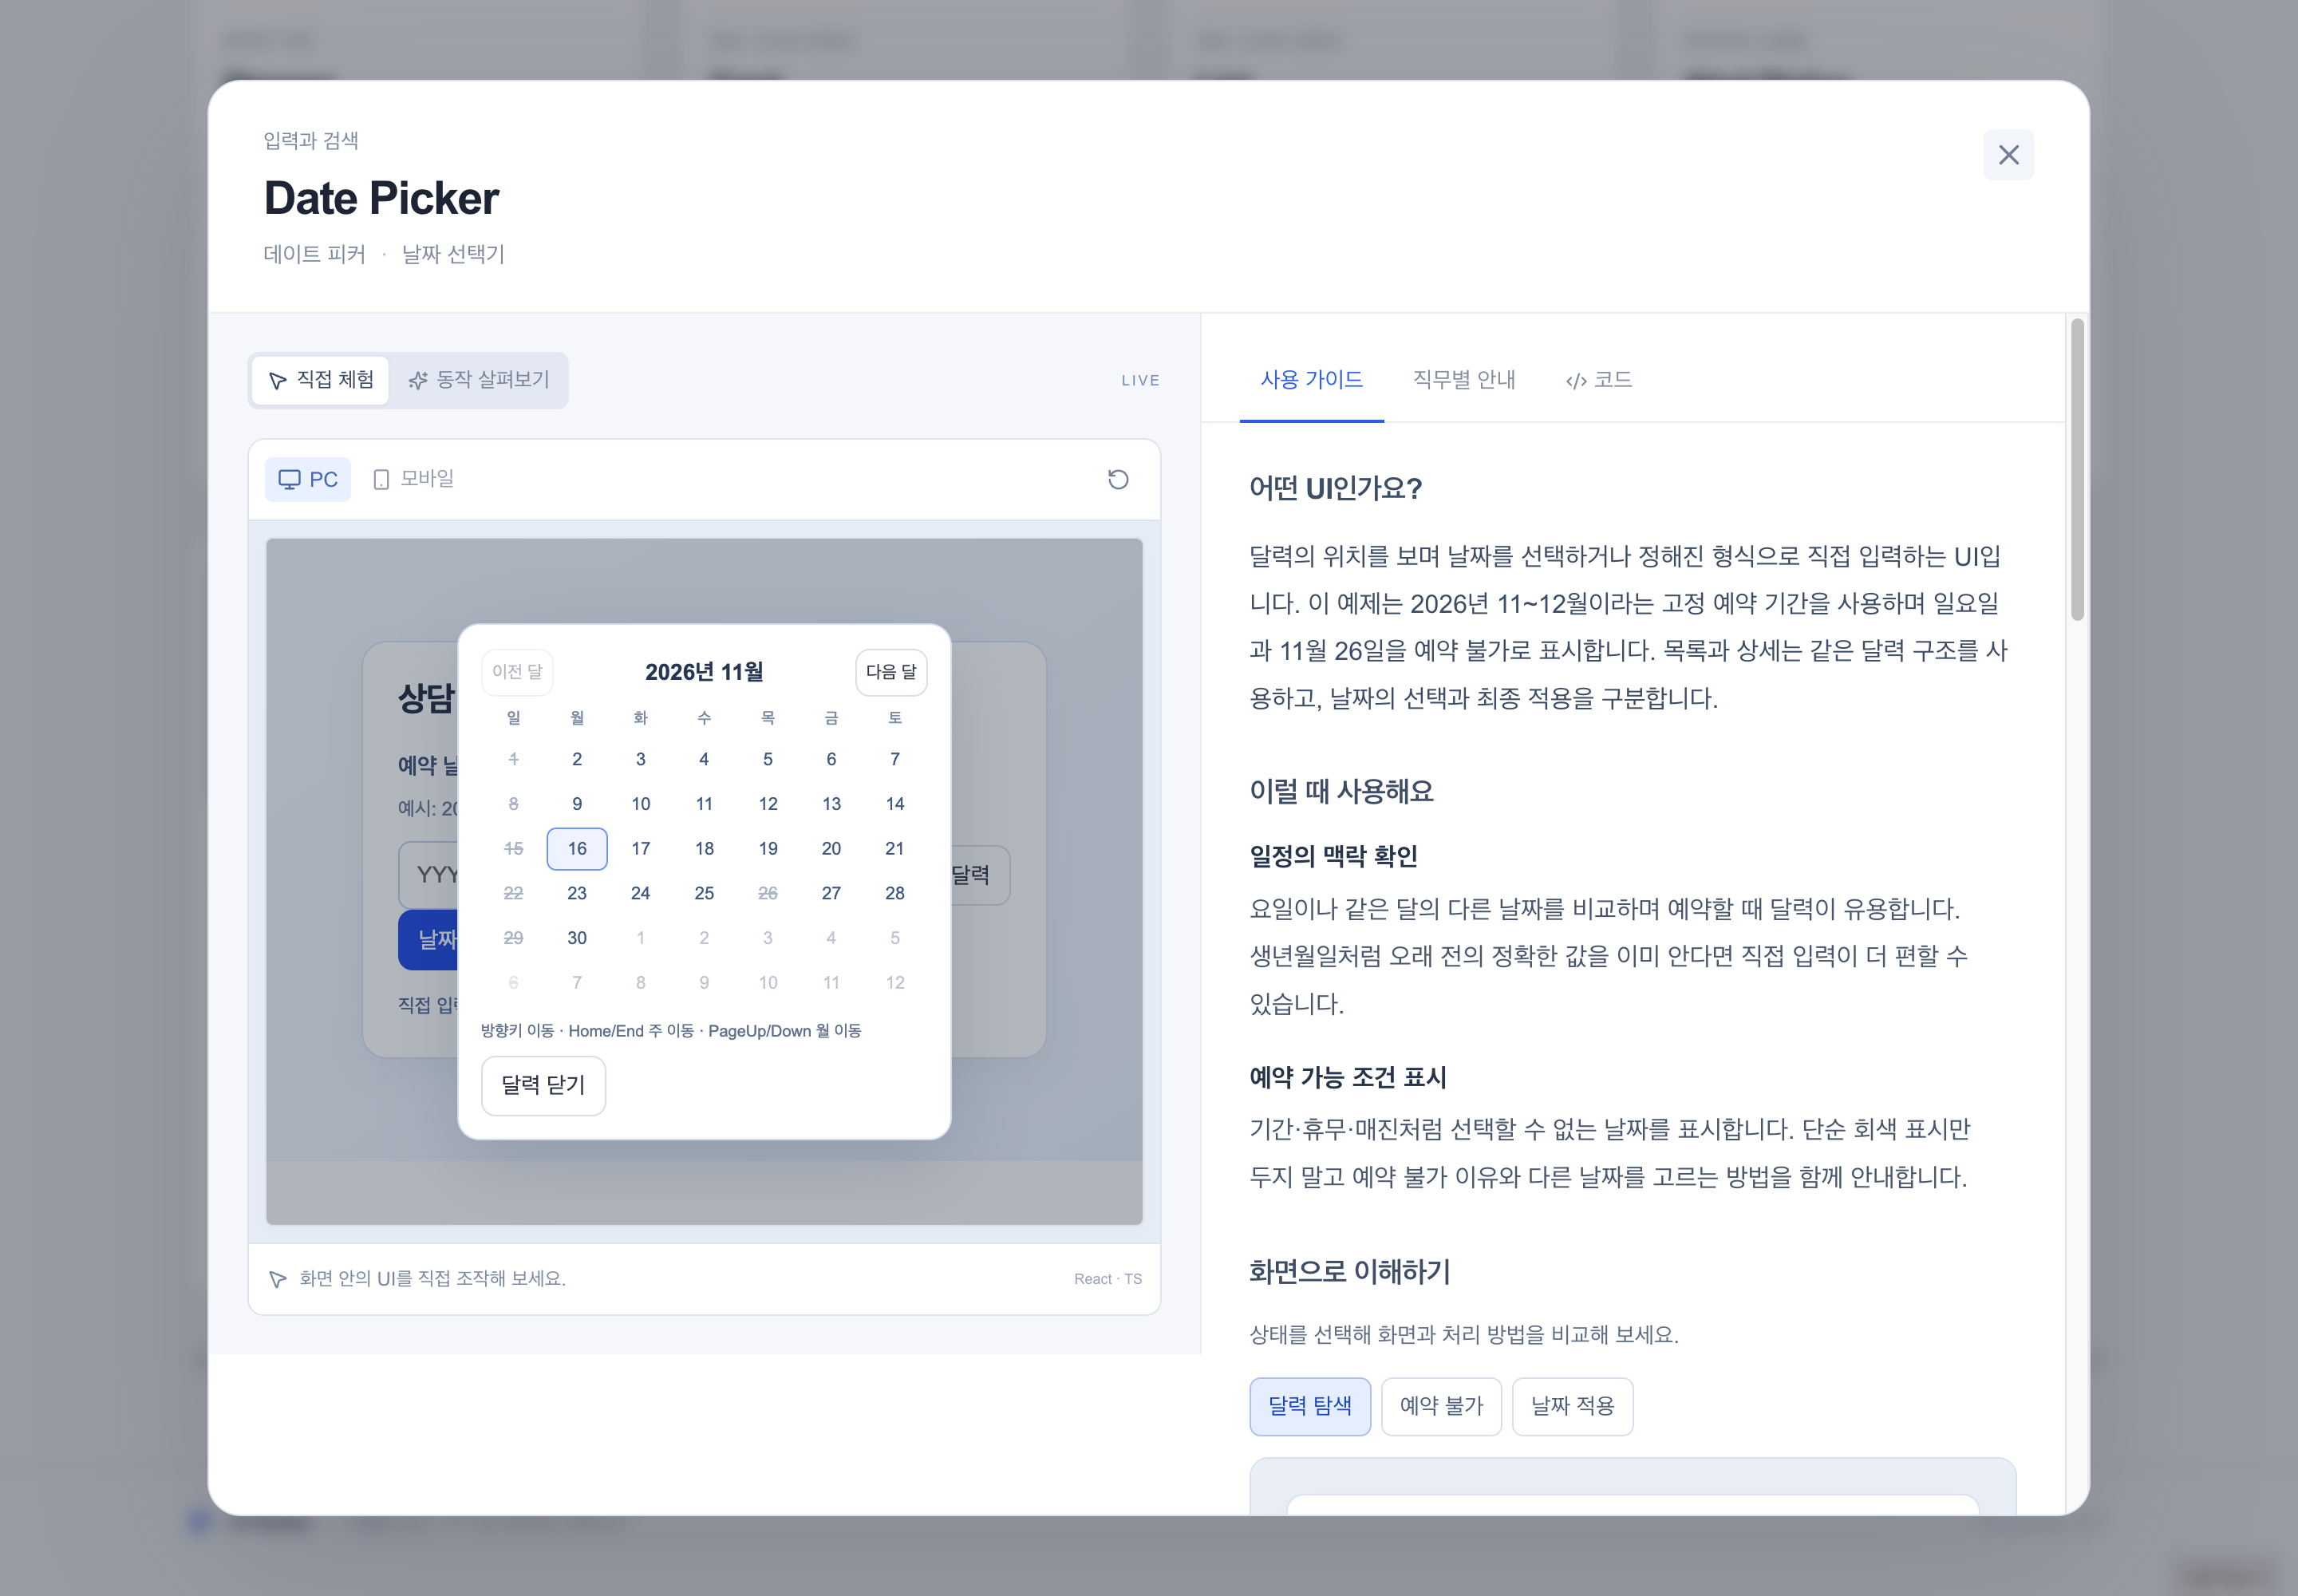 입력과 검색
Date Picker
데이트 피커 · 날짜 선택기
직접 체험
동작 살펴보기
LIVE
PC
모바일
상담
예약
예시: 20
YYY
달력
날짜
직접 입
이전 달
2026년 11월
다음 달
일 월 화 수 목 금 토
1 2 3 4 5 6 7
8 9 10 11 12 13 14
15 16 17 18 19 20 21
22 23 24 25 26 27 28
29 30 1 2 3 4 5
6 7 8 9 10 11 12
방향키 이동 · Home/End 주 이동 · PageUp/Down 월 이동
달력 닫기
화면 안의 UI를 직접 조작해 보세요.
React · TS
사용 가이드
직무별 안내
</> 코드
어떤 UI인가요?
달력의 위치를 보며 날짜를 선택하거나 정해진 형식으로 직접 입력하는 UI입
니다. 이 예제는 2026년 11~12월이라는 고정 예약 기간을 사용하며 일요일
과 11월 26일을 예약 불가로 표시합니다. 목록과 상세는 같은 달력 구조를 사
용하고, 날짜의 선택과 최종 적용을 구분합니다.
이럴 때 사용해요
일정의 맥락 확인
요일이나 같은 달의 다른 날짜를 비교하며 예약할 때 달력이 유용합니다.
생년월일처럼 오래 전의 정확한 값을 이미 안다면 직접 입력이 더 편할 수
있습니다.
예약 가능 조건 표시
기간·휴무·매진처럼 선택할 수 없는 날짜를 표시합니다. 단순 회색 표시만
두지 말고 예약 불가 이유와 다른 날짜를 고르는 방법을 함께 안내합니다.
화면으로 이해하기
상태를 선택해 화면과 처리 방법을 비교해 보세요.
달력 탐색
예약 불가
날짜 적용